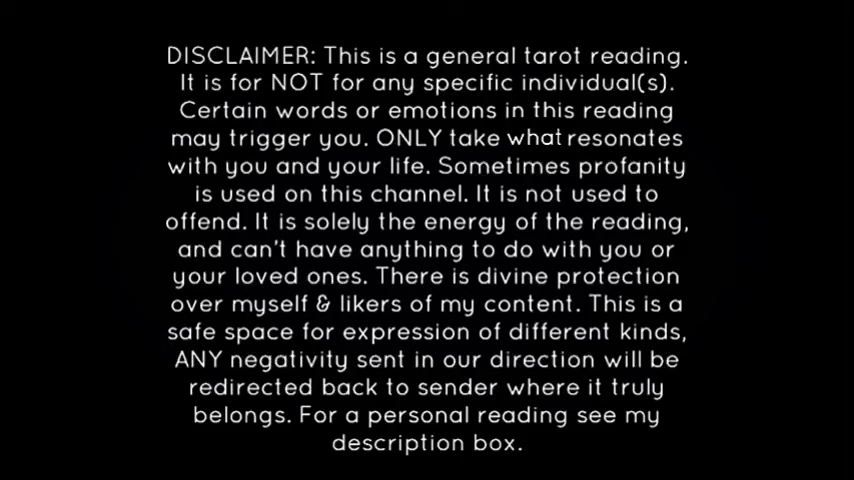 DISCLAIMER: This is a general tarot reading.
It is for NOT for any specific individual(s).
Certain words or emotions in this reading
may trigger you. ONLY take what resonates
with you and your life. Sometimes profanity
is used on this channel. It is not used to
offend. It is solely the energy of the reading,
and can't have anything to do with you or
your loved ones. There is divine protection
over myself & likers of my content. This is a
safe space for expression of different kinds,
ANY negativity sent in our direction will be
redirected back to sender where it truly
belongs. For a personal reading see my
description box.